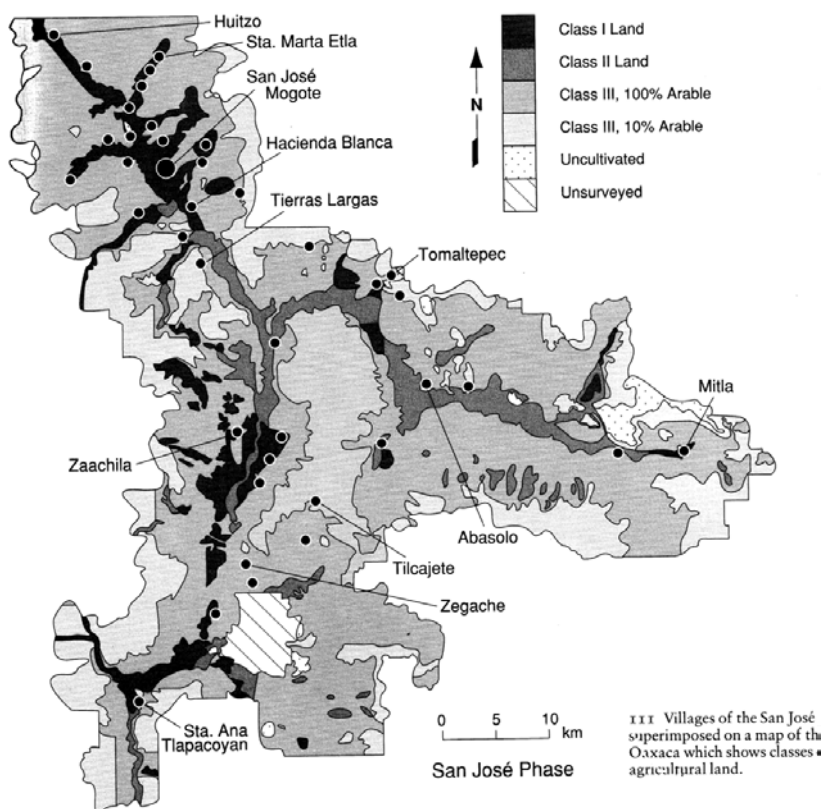 Huitzo
Sta. Marta Etla
San José
Mogote
Hacienda Blanca
Tierras Largas
Tomaltepec
Mitla
Zaachila
Abasolo
Tilcajete
Zegache
Sta. Ana
Tlapacoyan
N
Class I Land
Class II Land
Class III, 100% Arable
Class III, 10% Arable
Uncultivated
Unsurveyed
0 5 10
km
San José Phase
111 Villages of the San José
superimposed on a map of
Oaxaca which shows classes
agricultural land.